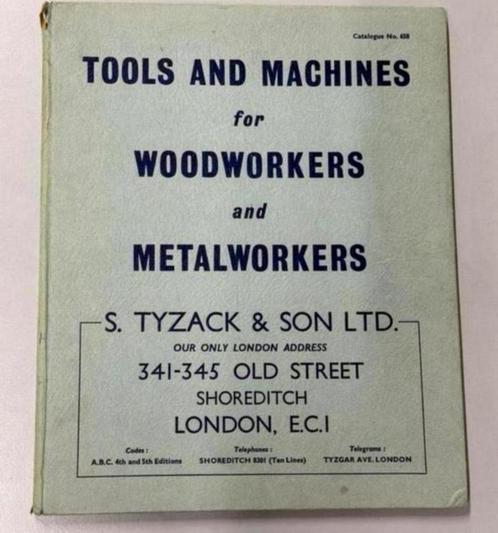 Catalogue No. 658
TOOLS AND MACHINES
for
WOODWORKERS
and
METALWORKERS
S. TYZACK & SON LTD.
OUR ONLY LONDON ADDRESS
341-345 OLD STREET
SHOREDITCH
LONDON, E.C.1
Codes : Telephones : Telegrams :
A.B.C. 4th and 5th Editions SHOREDITCH 8301 (Ten Lines) TYZGAR AVE. LONDON